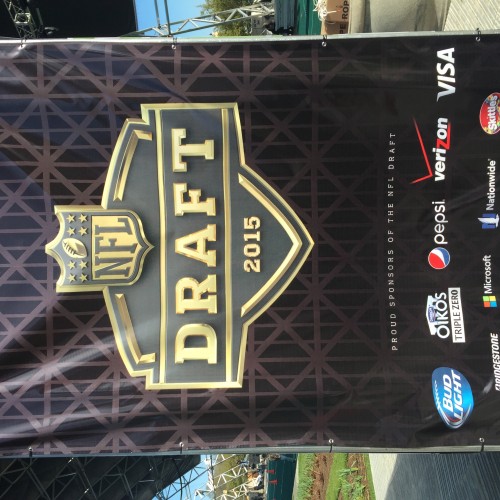 NFL
DRAFT
2015
PROUD SPONSORS OF THE NFL DRAFT
BUD LIGHT
OIKOS
TRIPLE ZERO
pepsi
verizon
VISA
BRIDGESTONE
Microsoft
Nationwide
Skittles